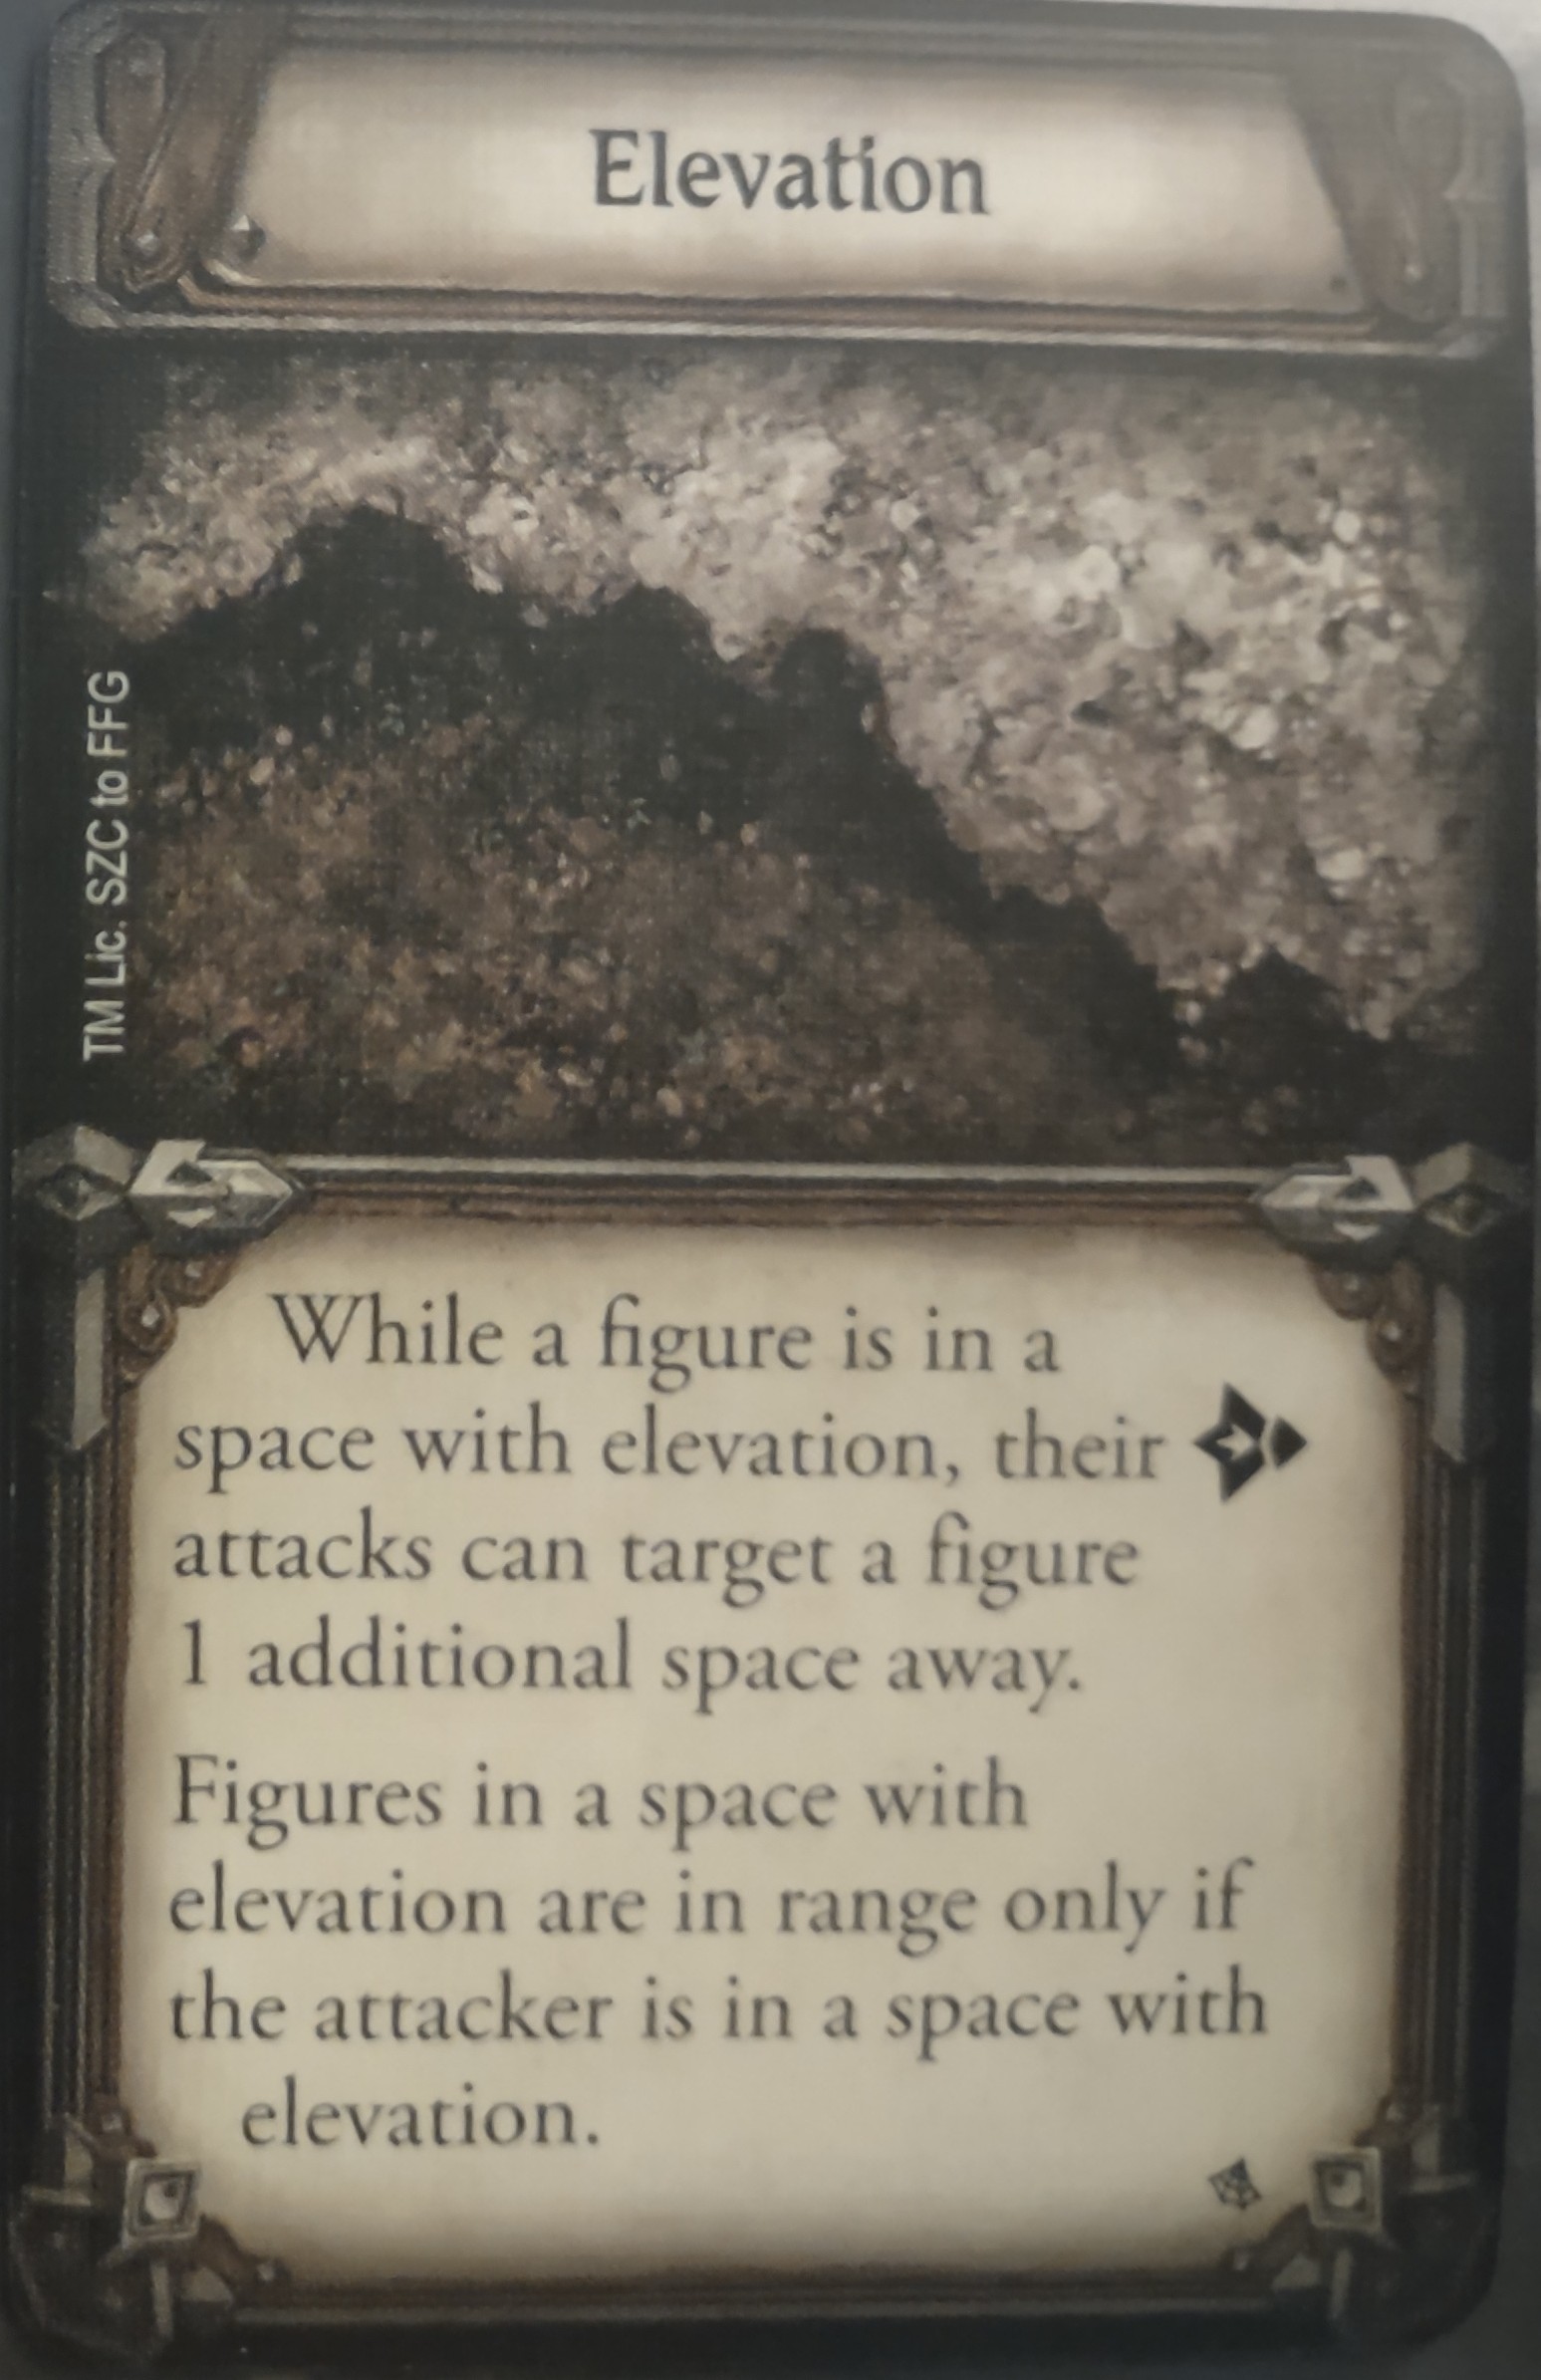 Elevation
TM Lic. SZC to FFG
While a figure is in a
space with elevation, their
attacks can target a figure
1 additional space away.
Figures in a space with
elevation are in range only if
the attacker is in a space with
elevation.